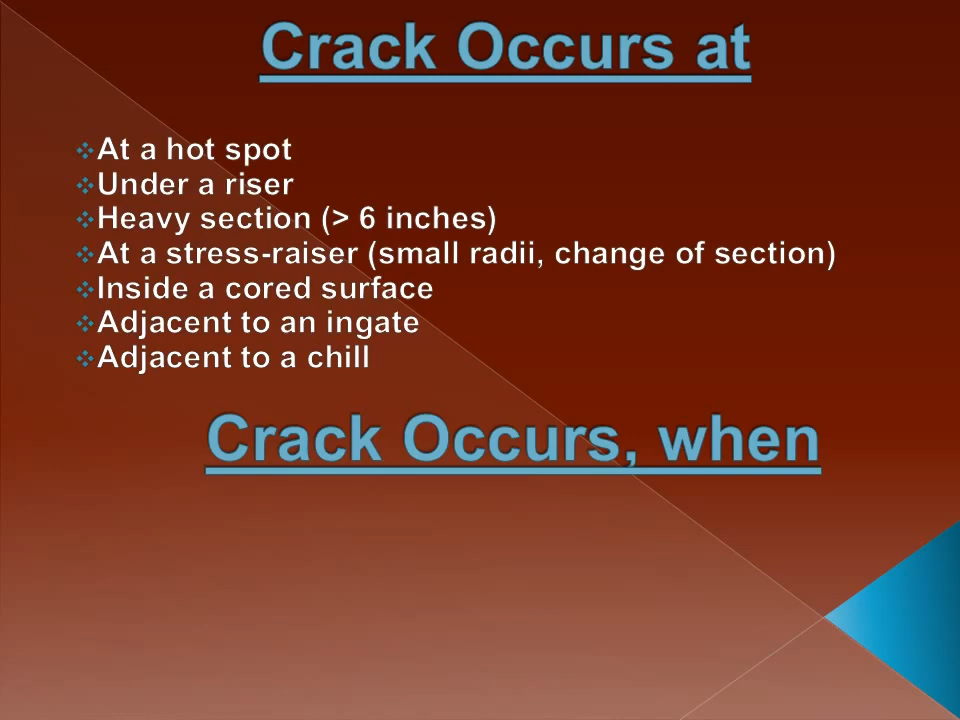 Crack Occurs at
❖At a hot spot
❖Under a riser
❖Heavy section (> 6 inches)
❖At a stress-raiser (small radii, change of section)
❖Inside a cored surface
❖Adjacent to an ingate
❖Adjacent to a chill
Crack Occurs, when